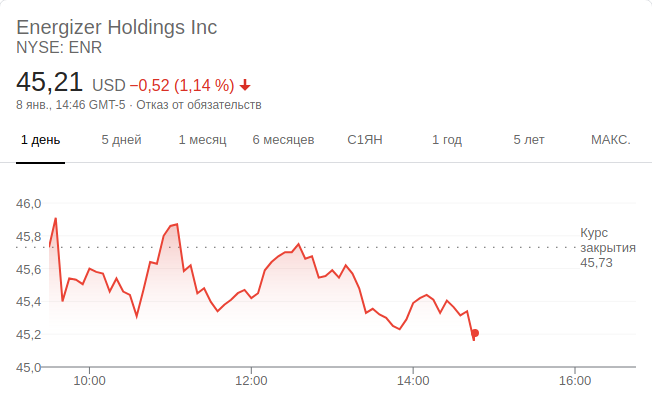 Energizer Holdings Inc
NYSE: ENR
45,21 USD −0,52 (1,14 %)
8 янв., 14:46 GMT-5 · Отказ от обязательств
1 день 5 дней 1 месяц 6 месяцев С1ЯН 1 год 5 лет МАКС.
46,0
45,8
45,6
45,4
45,2
45,0
Курс
закрытия
45,73
10:00 12:00 14:00 16:00